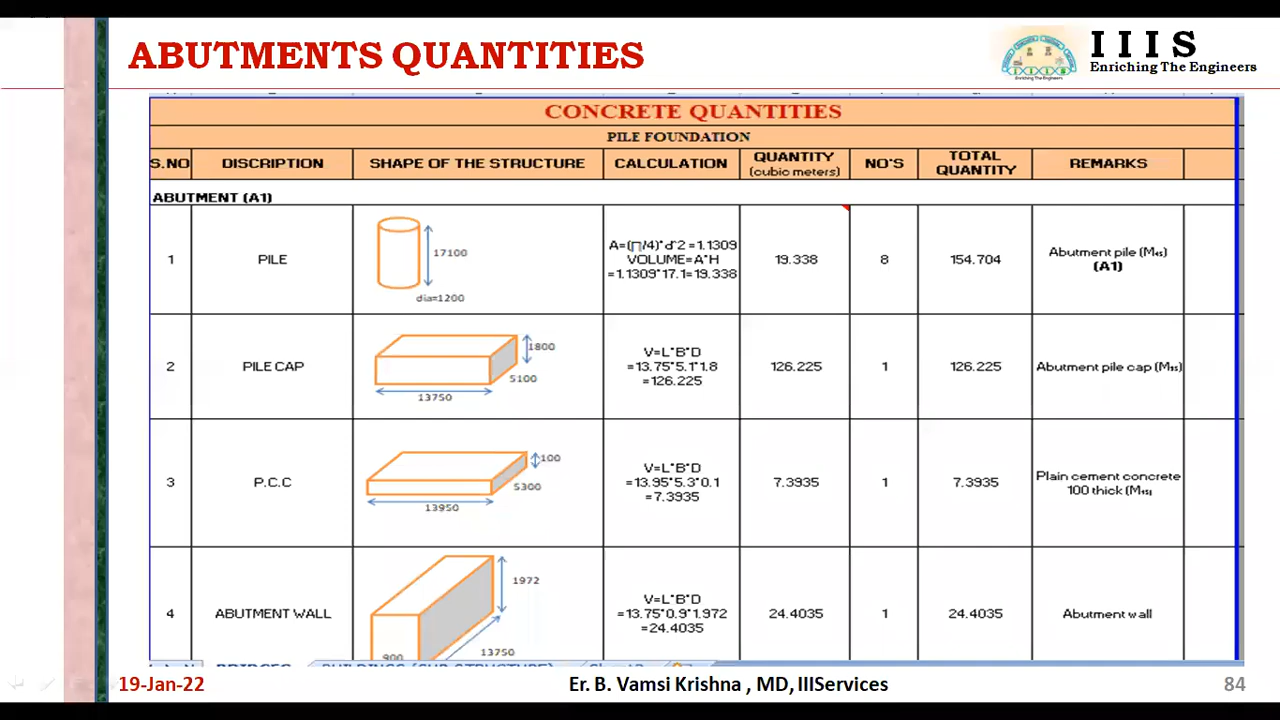 ABUTMENTS QUANTITIES
I I I S
Enriching The Engineers
CONCRETE QUANTITIES
PILE FOUNDATION
S.NO DISCRIPTION SHAPE OF THE STRUCTURE CALCULATION QUANTITY (cubic meters) NO'S TOTAL QUANTITY REMARKS
ABUTMENT (A1)
1 PILE
17100
dia=1200
A=(∏/4)*d^2 =1.1309
VOLUME=A*H
=1.1309*17.1=19.338
19.338 8 154.704
Abutment pile (M45)
(A1)
2 PILE CAP
1800
5100
13750
V=L*B*D
=13.75*5.1*1.8
=126.225
126.225 1 126.225
Abutment pile cap
3 P.C.C
100
5300
13950
V=L*B*D
=13.95*5.3*0.1
=7.3935
7.3935 1 7.3935
Plain cement concrete
100 thick (M15)
4 ABUTMENT WALL
1972
13750
900
V=L*B*D
=13.75*0.9*1.972
=24.4035
24.4035 1 24.4035
Abutment wall
19-Jan-22
Er. B. Vamsi Krishna , MD, IIIServices
84